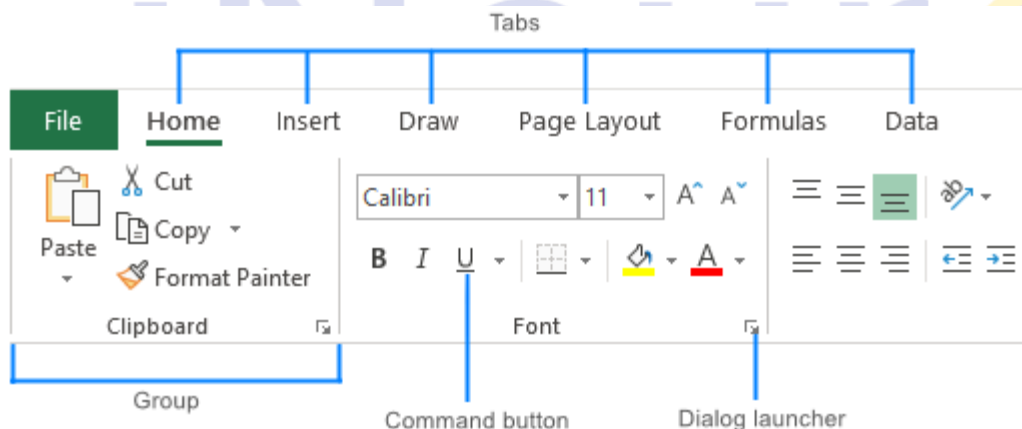 Tabs
File Home Insert Draw Page Layout Formulas Data
Cut
Calibri 11 A A
Copy
Paste
B I U A
Format Painter
Clipboard Font
Group
Command button Dialog launcher